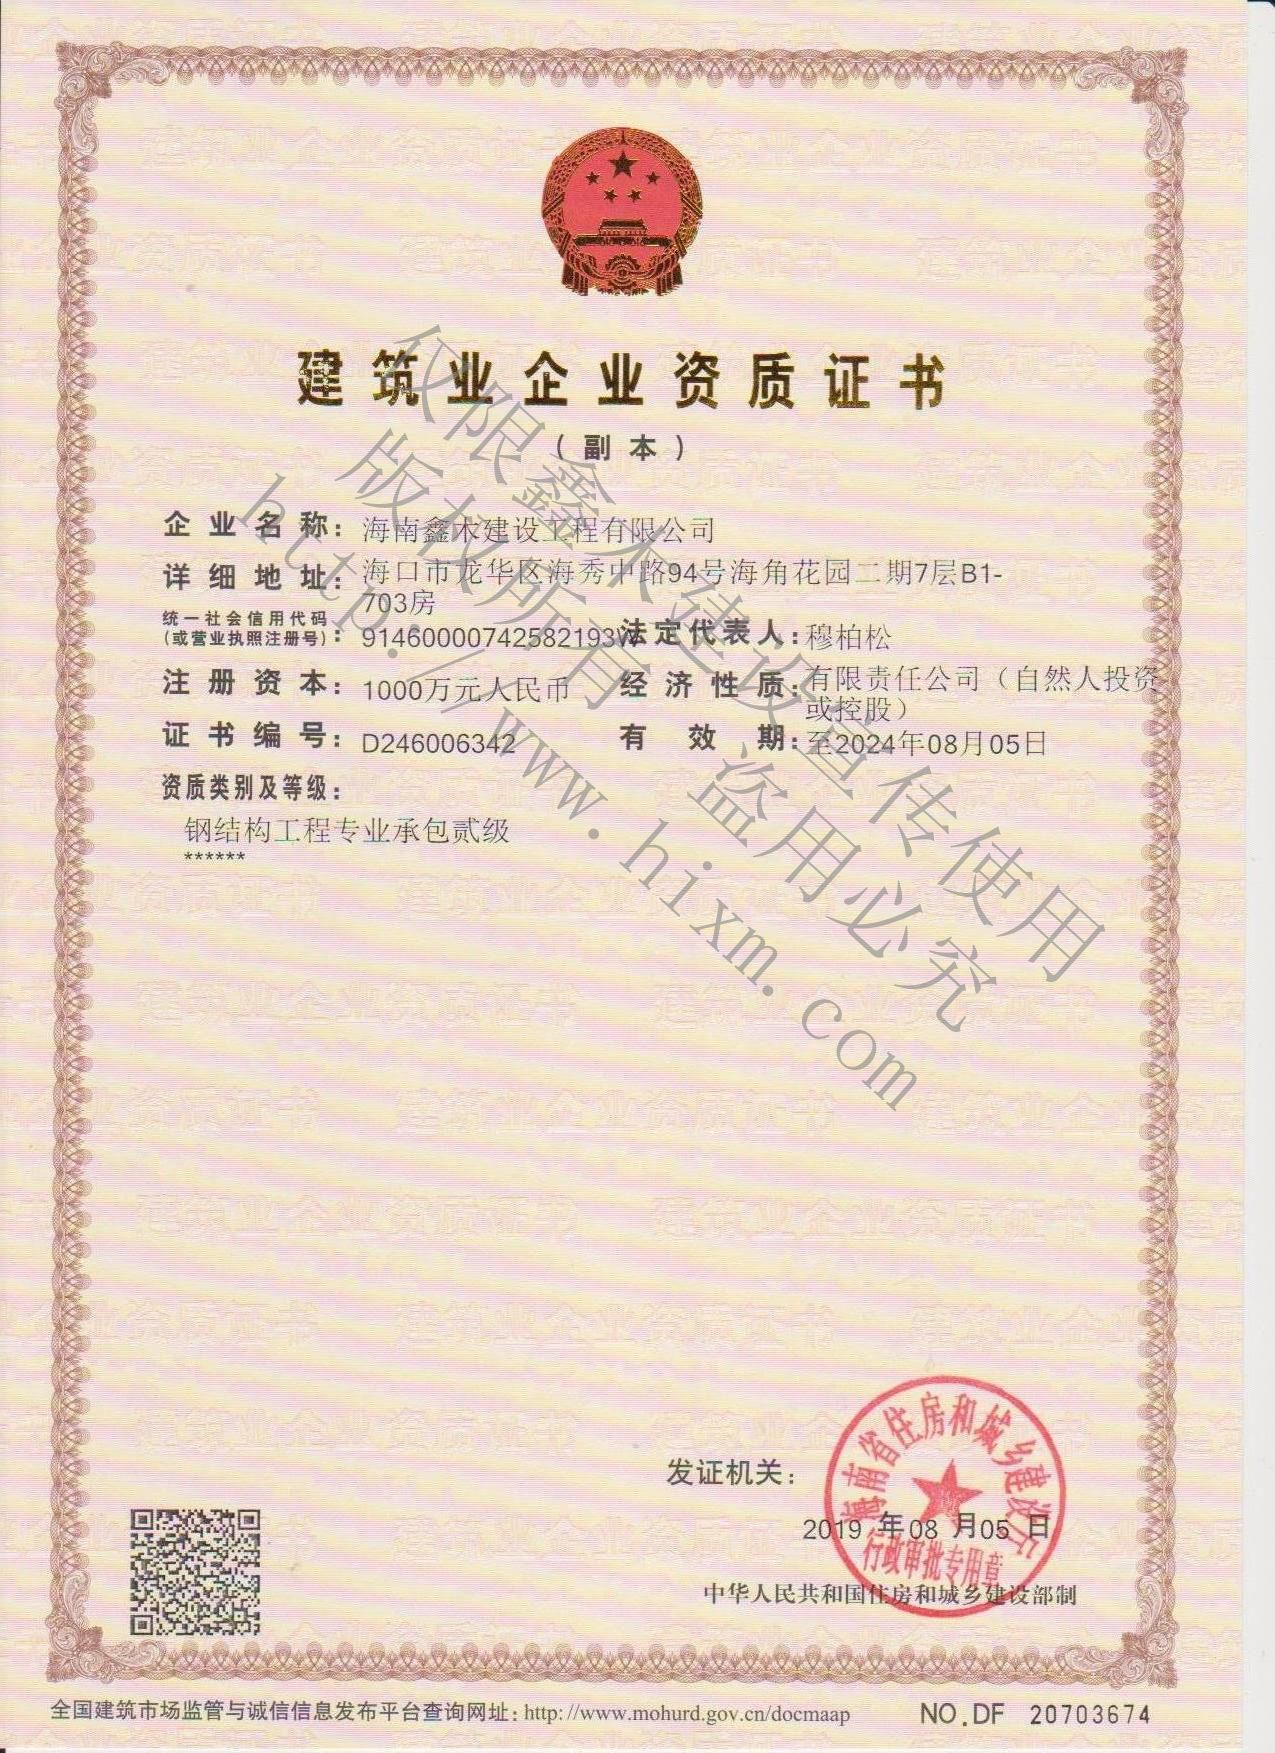 建筑业企业资质证书
（副本）
企业名称：海南鑫木建设工程有限公司
详细地址：海口市龙华区海秀中路94号海角花园二期7层B1-
703房
统一社会信用代码
(或营业执照注册号)：91460000742582193W 法定代表人：穆柏松
注册资本：1000万元人民币 经济性质：有限责任公司（自然人投资
或控股）
证书编号：D246006342 有效期：至2024年08月05日
资质类别及等级：
钢结构工程专业承包贰级
******
仅限鑫木建设宣传使用
版权所有 盗用必究
http://www.hixm.com
发证机关：
海南省住房和城乡建设厅
行政审批专用章
2019 年 08 月 05 日
中华人民共和国住房和城乡建设部制
全国建筑市场监管与诚信信息发布平台查询网址：http://www.mohurd.gov.cn/docmaap
NO.DF 20703674